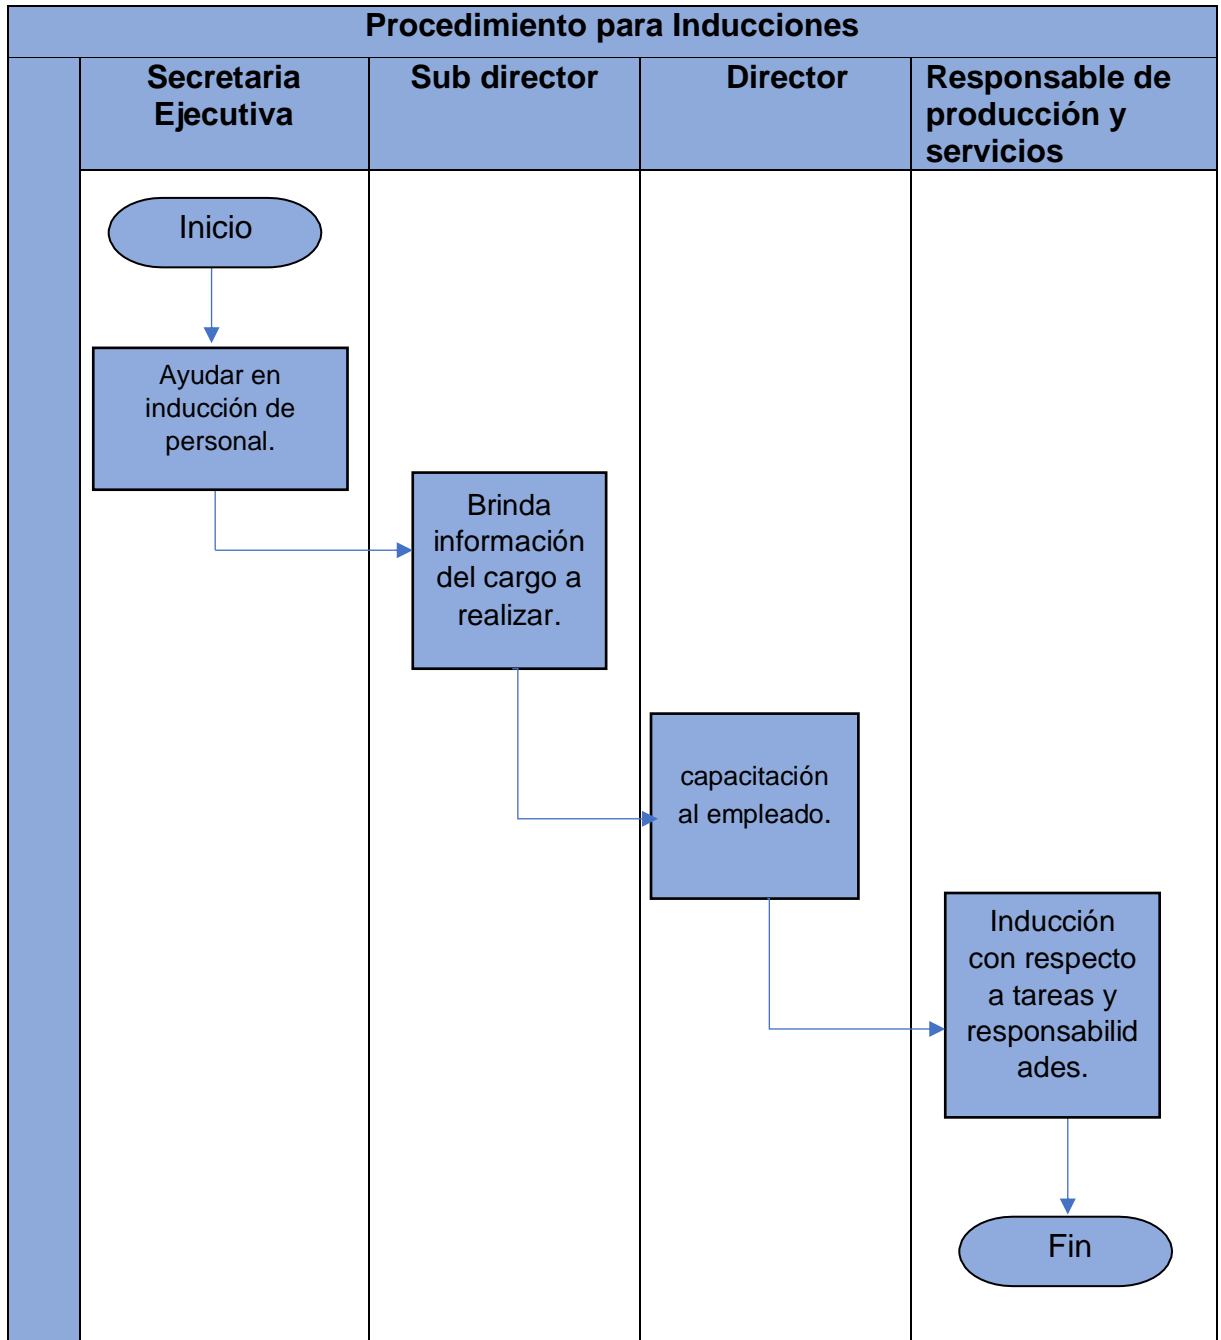 Procedimiento para Inducciones
Secretaria
Ejecutiva
Sub director
Director
Responsable de
producción y
servicios
Inicio
Ayudar en
inducción de
personal.
Brinda
información
del cargo a
realizar.
capacitación
al empleado.
Inducción
con respecto
a tareas y
responsabilid
ades.
Fin